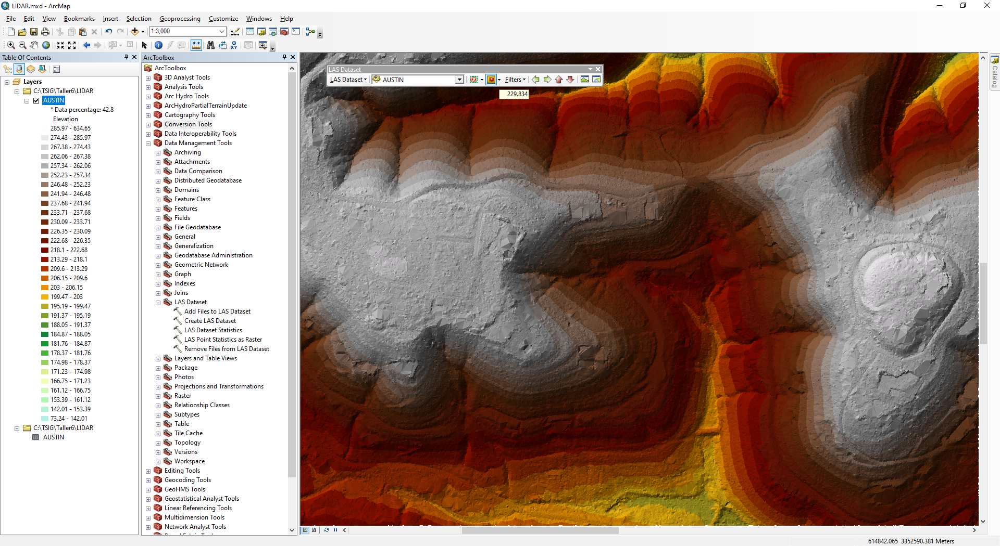 LIDAR.mxd - ArcMap
File Edit View Bookmarks Insert Selection Geoprocessing Customize Windows Help
1:3,000
Table Of Contents
Layers
C:\TSIG\Taller6\LIDAR
AUSTIN
* Data percentage: 42.8
Elevation
285.97 - 634.65
274.43 - 285.97
267.38 - 274.43
262.06 - 267.38
257.34 - 262.06
252.23 - 257.34
246.48 - 252.23
241.94 - 246.48
237.68 - 241.94
233.71 - 237.68
230.09 - 233.71
226.35 - 230.09
222.68 - 226.35
218.1 - 222.68
213.29 - 218.1
209.6 - 213.29
206.15 - 209.6
203 - 206.15
199.47 - 203
195.19 - 199.47
191.37 - 195.19
188.05 - 191.37
184.87 - 188.05
181.76 - 184.87
178.37 - 181.76
174.98 - 178.37
171.23 - 174.98
166.75 - 171.23
161.12 - 166.75
153.39 - 161.12
142.01 - 153.39
73.24 - 142.01
C:\TSIG\Taller6\LIDAR
AUSTIN
ArcToolbox
ArcToolbox
3D Analyst Tools
Analysis Tools
Arc Hydro Tools
ArcHydroPartialTerrainUpdate
Cartography Tools
Conversion Tools
Data Interoperability Tools
Data Management Tools
Archiving
Attachments
Data Comparison
Distributed Geodatabase
Domains
Feature Class
Features
Fields
File Geodatabase
General
Generalization
Geodatabase Administration
Geometric Network
Graph
Indexes
Joins
LAS Dataset
Add Files to LAS Dataset
Create LAS Dataset
LAS Dataset Statistics
LAS Point Statistics as Raster
Remove Files from LAS Dataset
Layers and Table Views
Package
Photos
Projections and Transformations
Raster
Relationship Classes
Subtypes
Table
Tile Cache
Topology
Versions
Workspace
Editing Tools
Geocoding Tools
GeoHMS Tools
Geostatistical Analyst Tools
Linear Referencing Tools
Multidimension Tools
Network Analyst Tools
LAS Dataset
LAS Dataset AUSTIN Filters
229.834
Catalog
614842.065 3352590.381 Meters